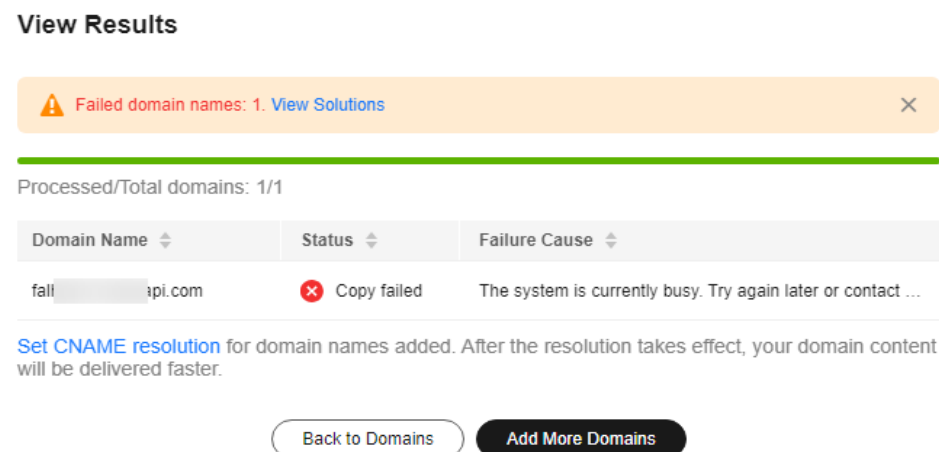 View Results
Failed domain names: 1. View Solutions
Processed/Total domains: 1/1
Domain Name Status Failure Cause
api.com Copy failed The system is currently busy. Try again later or contact ...
Set CNAME resolution for domain names added. After the resolution takes effect, your domain content
will be delivered faster.
Back to Domains Add More Domains